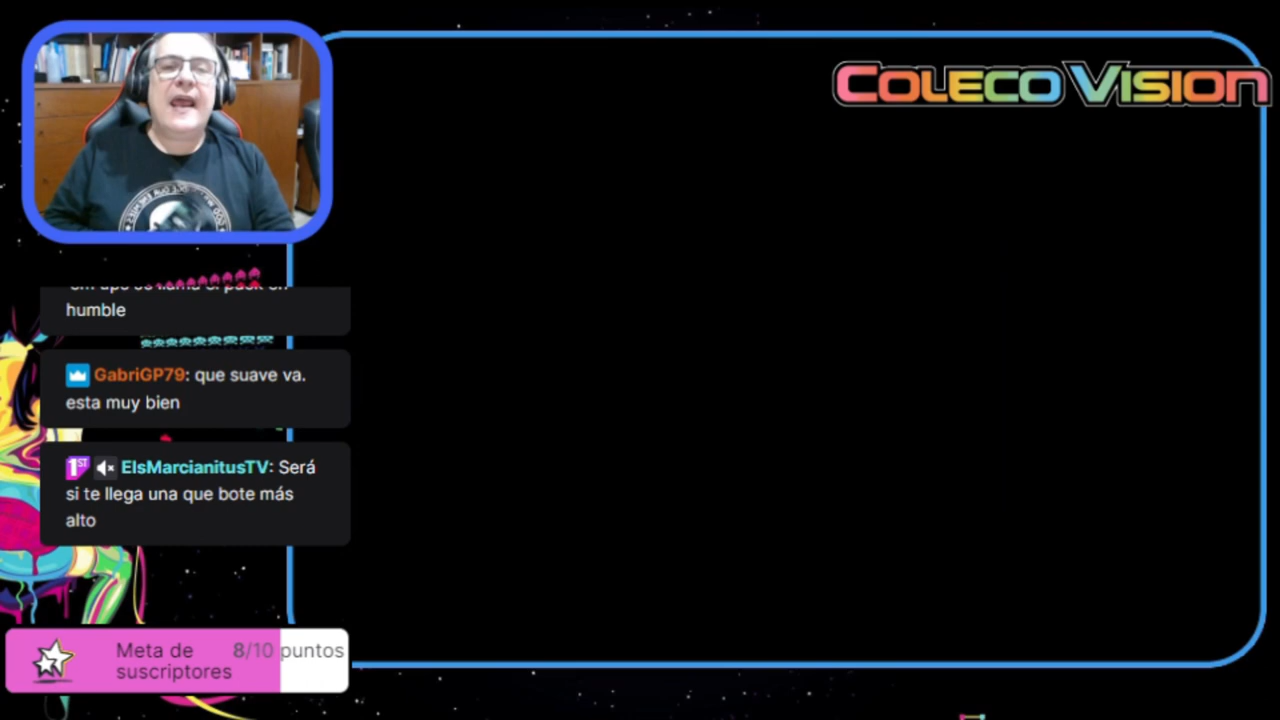 COLECOVISION
humble
GabriGP79: que suave va.
esta muy bien
ElsMarcianitusTV: Será
si te llega una que bote más
alto
Meta de
suscriptores
8/10 puntos